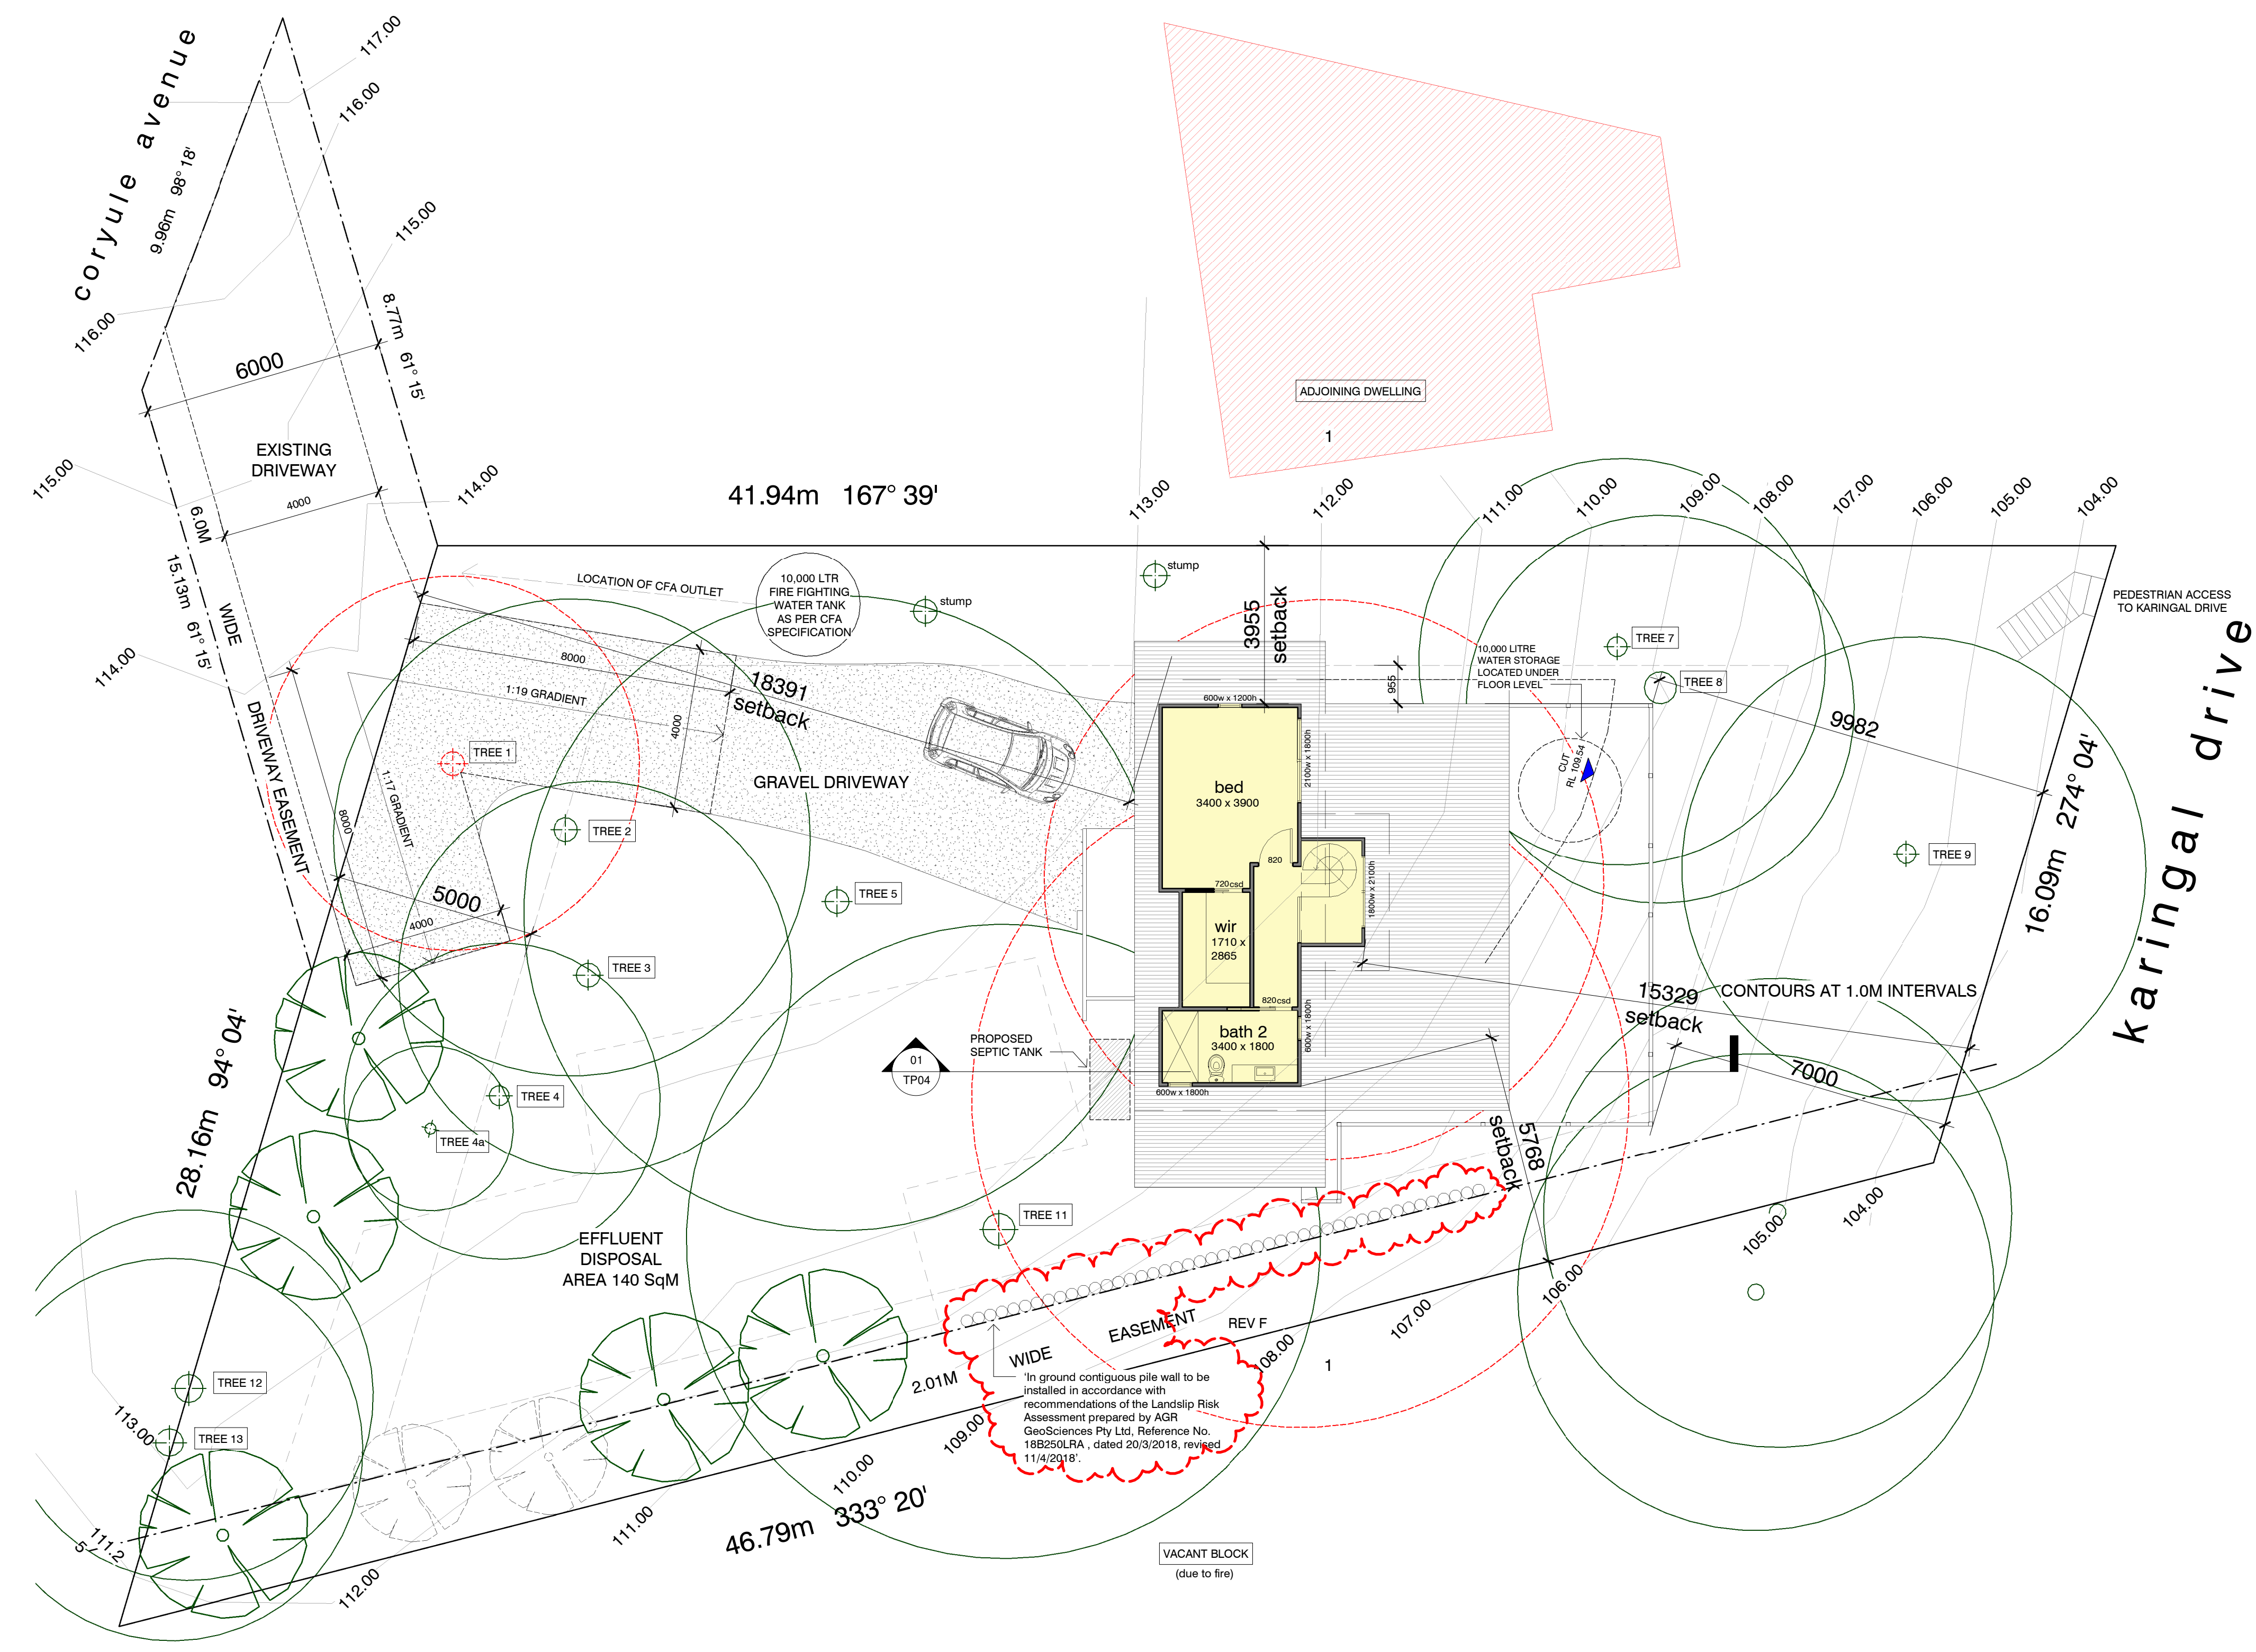 coryule avenue
9.96m 98° 18'
117.00
116.00
115.00
116.00
6000
8.77m 61° 15'
EXISTING
DRIVEWAY
4000
115.00
114.00
6.0M
WIDE
DRIVEWAY EASEMENT
15.13m 61° 15'
114.00
41.94m 167° 39'
ADJOINING DWELLING
1
113.00
112.00
111.00
110.00
109.00
108.00
107.00
106.00
105.00
104.00
LOCATION OF CFA OUTLET
10,000 LTR
FIRE FIGHTING
WATER TANK
AS PER CFA
SPECIFICATION
stump
stump
3955
setback
955
10,000 LITRE
WATER STORAGE
LOCATED UNDER
FLOOR LEVEL
TREE 7
TREE 8
PEDESTRIAN ACCESS
TO KARINGAL DRIVE
karingal drive
8000
18391
setback
1:19 GRADIENT
4000
TREE 1
GRAVEL DRIVEWAY
1:17 GRADIENT
8000
TREE 2
5000
4000
TREE 5
TREE 3
600w x 1200h
bed
3400 x 3900
2100w x 1800h
820
720csd
wir
1710 x
2865
1800w x 2100h
820csd
bath 2
3400 x 1800
600w x 1800h
600w x 1800h
CUT
RL 109.54
9982
TREE 9
16.09m 274° 04'
15329
setback
CONTOURS AT 1.0M INTERVALS
7000
PROPOSED
SEPTIC TANK
01
TP04
TREE 4
TREE 4a
28.16m 94° 04'
5768
setback
TREE 11
EFFLUENT
DISPOSAL
AREA 140 SqM
104.00
105.00
106.00
107.00
108.00
REV F
EASEMENT
WIDE
2.01M
1
'In ground contiguous pile wall to be
installed in accordance with
recommendations of the Landslip Risk
Assessment prepared by AGR
GeoSciences Pty Ltd, Reference No.
18B250LRA , dated 20/3/2018, revised
11/4/2018'.
109.00
110.00
111.00
112.00
46.79m 333° 20'
TREE 12
TREE 13
113.00
111.2
5
VACANT BLOCK
(due to fire)